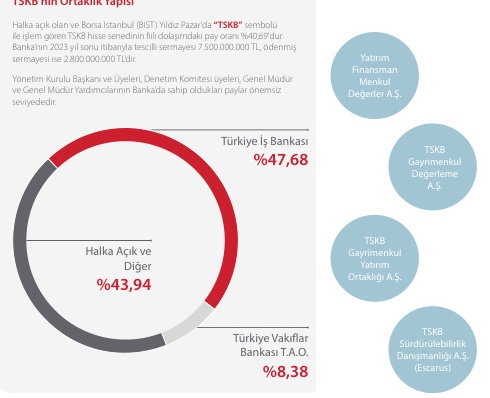 TSKB'nin Ortaklık Yapısı
Halka açık olan ve Borsa Istanbul (BIST) Yıldız Pazar'da "TSKB" sembolü
ile işlem gören TSKB hisse senedinin fiili dolaşımdaki pay oranı %40,69'dur.
Banka'nın 2023 yıl sonu itibarıyla tescilli sermayesi 7.500.000.000 TL, ödenmiş
sermayesi ise 2.800.000.000 TL'dir.
Yönetim Kurulu Başkanı ve Üyeleri, Denetim Komitesi üyeleri, Genel Müdür
ve Genel Müdür Yardımcılarının Banka'da sahip oldukları paylar önemsiz
seviyededir.
Türkiye İş Bankası
%47,68
Halka Açık ve
Diğer
%43,94
Türkiye Vakıflar
Bankası T.A.O.
%8,38
Yatırım
Finansman
Menkul
Değerler A.Ş.
TSKB
Gayrimenkul
Değerleme
A.Ş.
TSKB
Gayrimenkul
Yatırım
Ortaklığı A.Ş.
TSKB
Sürdürülebilirlik
Danışmanlığı A.Ş.
(Escarus)